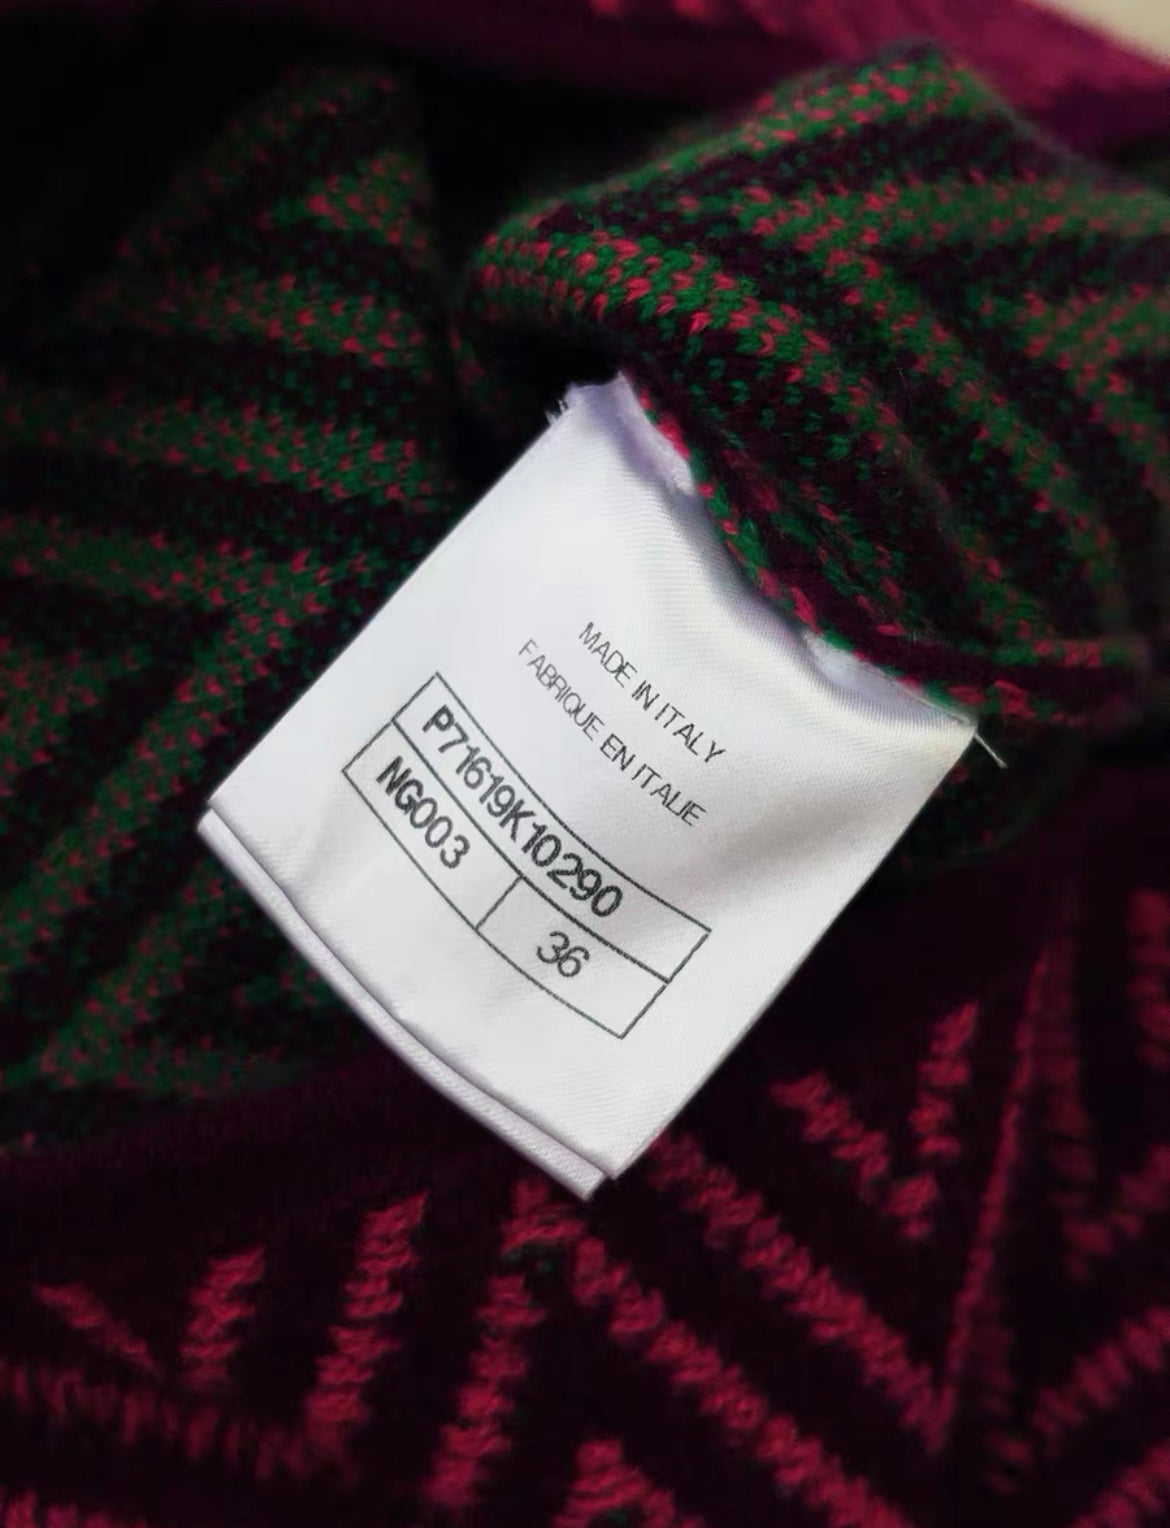 MADE IN ITALY
FABRIQUE EN ITALIE
P71619K10290
NG003 36